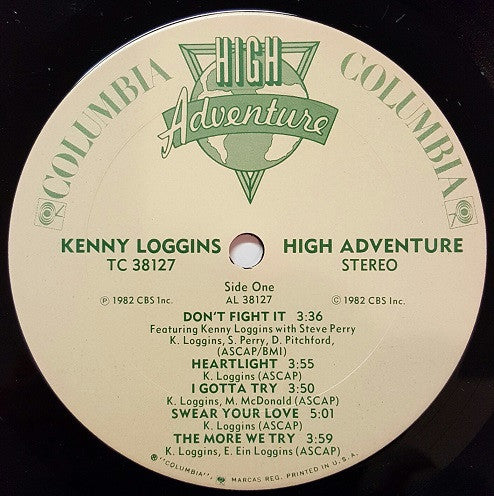 COLUMBIA
HIGH
Adventure
COLUMBIA
KENNY LOGGINS HIGH ADVENTURE
TC 38127 STEREO
Side One
℗ 1982 CBS Inc. AL 38127 © 1982 CBS Inc.
DON'T FIGHT IT 3:36
Featuring Kenny Loggins with Steve Perry
K. Loggins, S. Perry, D. Pitchford,
(ASCAP/BMI)
HEARTLIGHT 3:55
K. Loggins (ASCAP)
I GOTTA TRY 3:50
K. Loggins, M. McDonald (ASCAP)
SWEAR YOUR LOVE 5:01
K. Loggins (ASCAP)
THE MORE WE TRY 3:59
K. Loggins, E. Ein Loggins (ASCAP)
"COLUMBIA", MARCAS REG. PRINTED IN U.S.A.